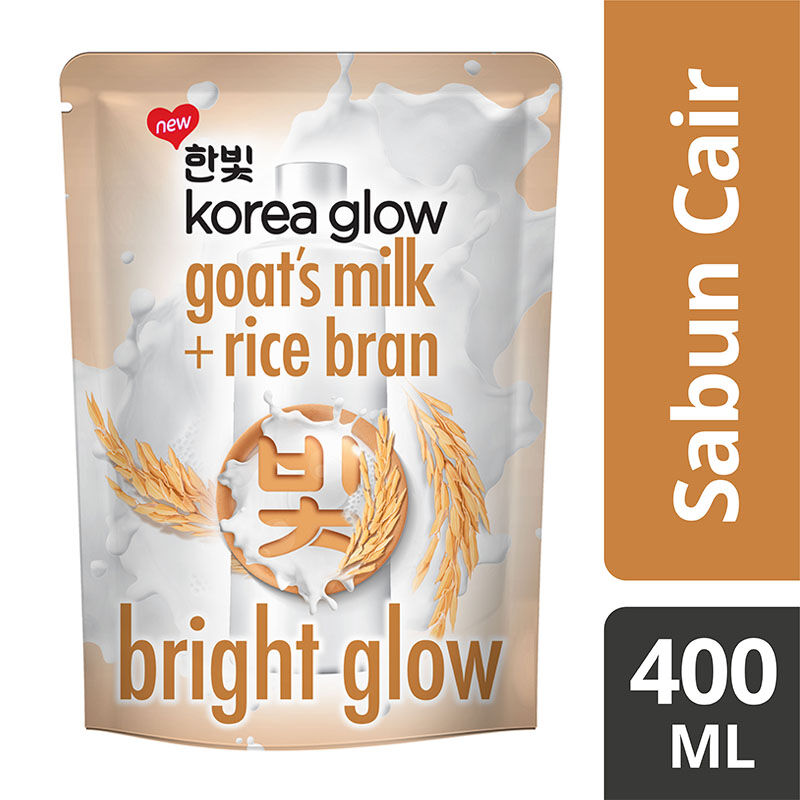 new
한빛
korea glow
goat's milk
+ rice bran
빛
bright glow
Sabun Cair
400
ML